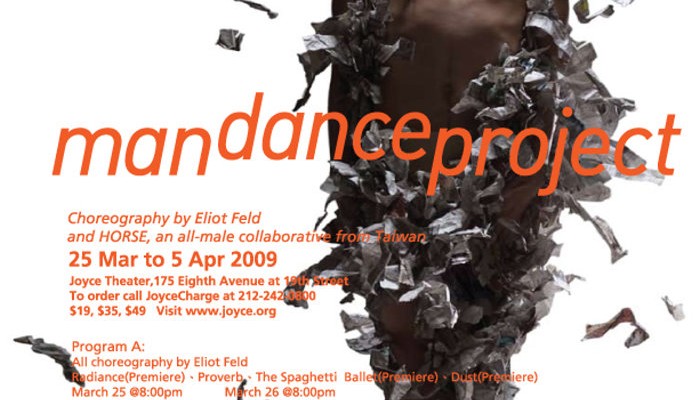 mandanceproject
Choreography by Eliot Feld
and HORSE, an all-male collaborative from Taiwan
25 Mar to 5 Apr 2009
Joyce Theater,175 Eighth Avenue at 19th Street
To order call JoyceCharge at 212-242-0800
$19, $35, $49 Visit www.joyce.org
Program A:
All choreography by Eliot Feld
Radiance(Premiere)、Proverb、The Spaghetti Ballet(Premiere)、Dust(Premiere)
March 25 @8:00pm March 26 @8:00pm